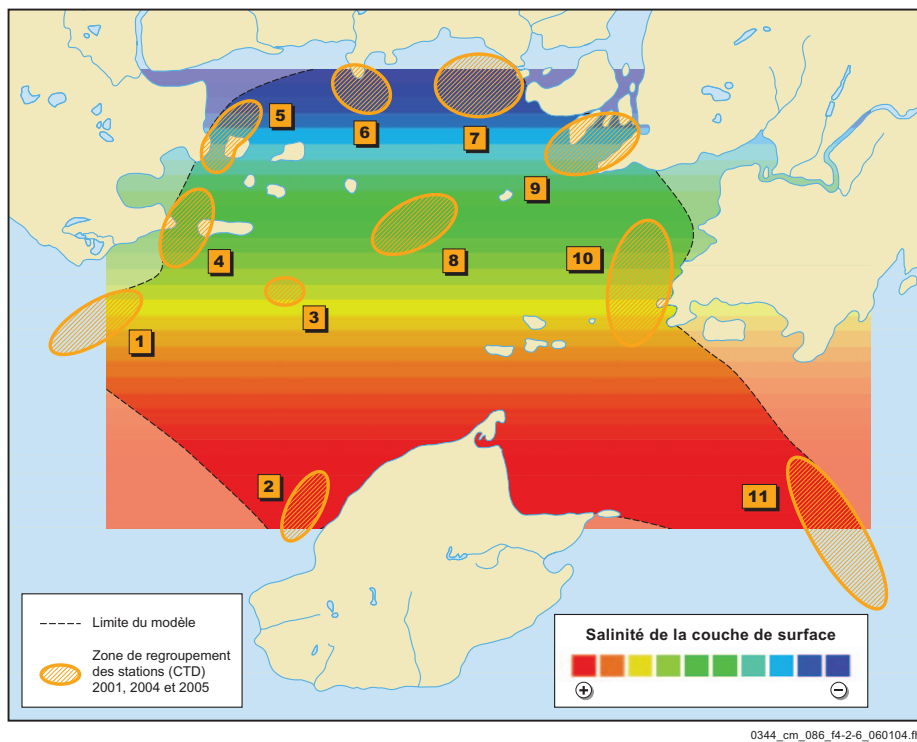 5
6
7
9
4
8
10
3
1
2
11
Limite du modèle
Zone de regroupement
des stations (CTD)
2001, 2004 et 2005
Salinité de la couche de surface
+
−
0344_cm_086_f4-2-6_060104.fh